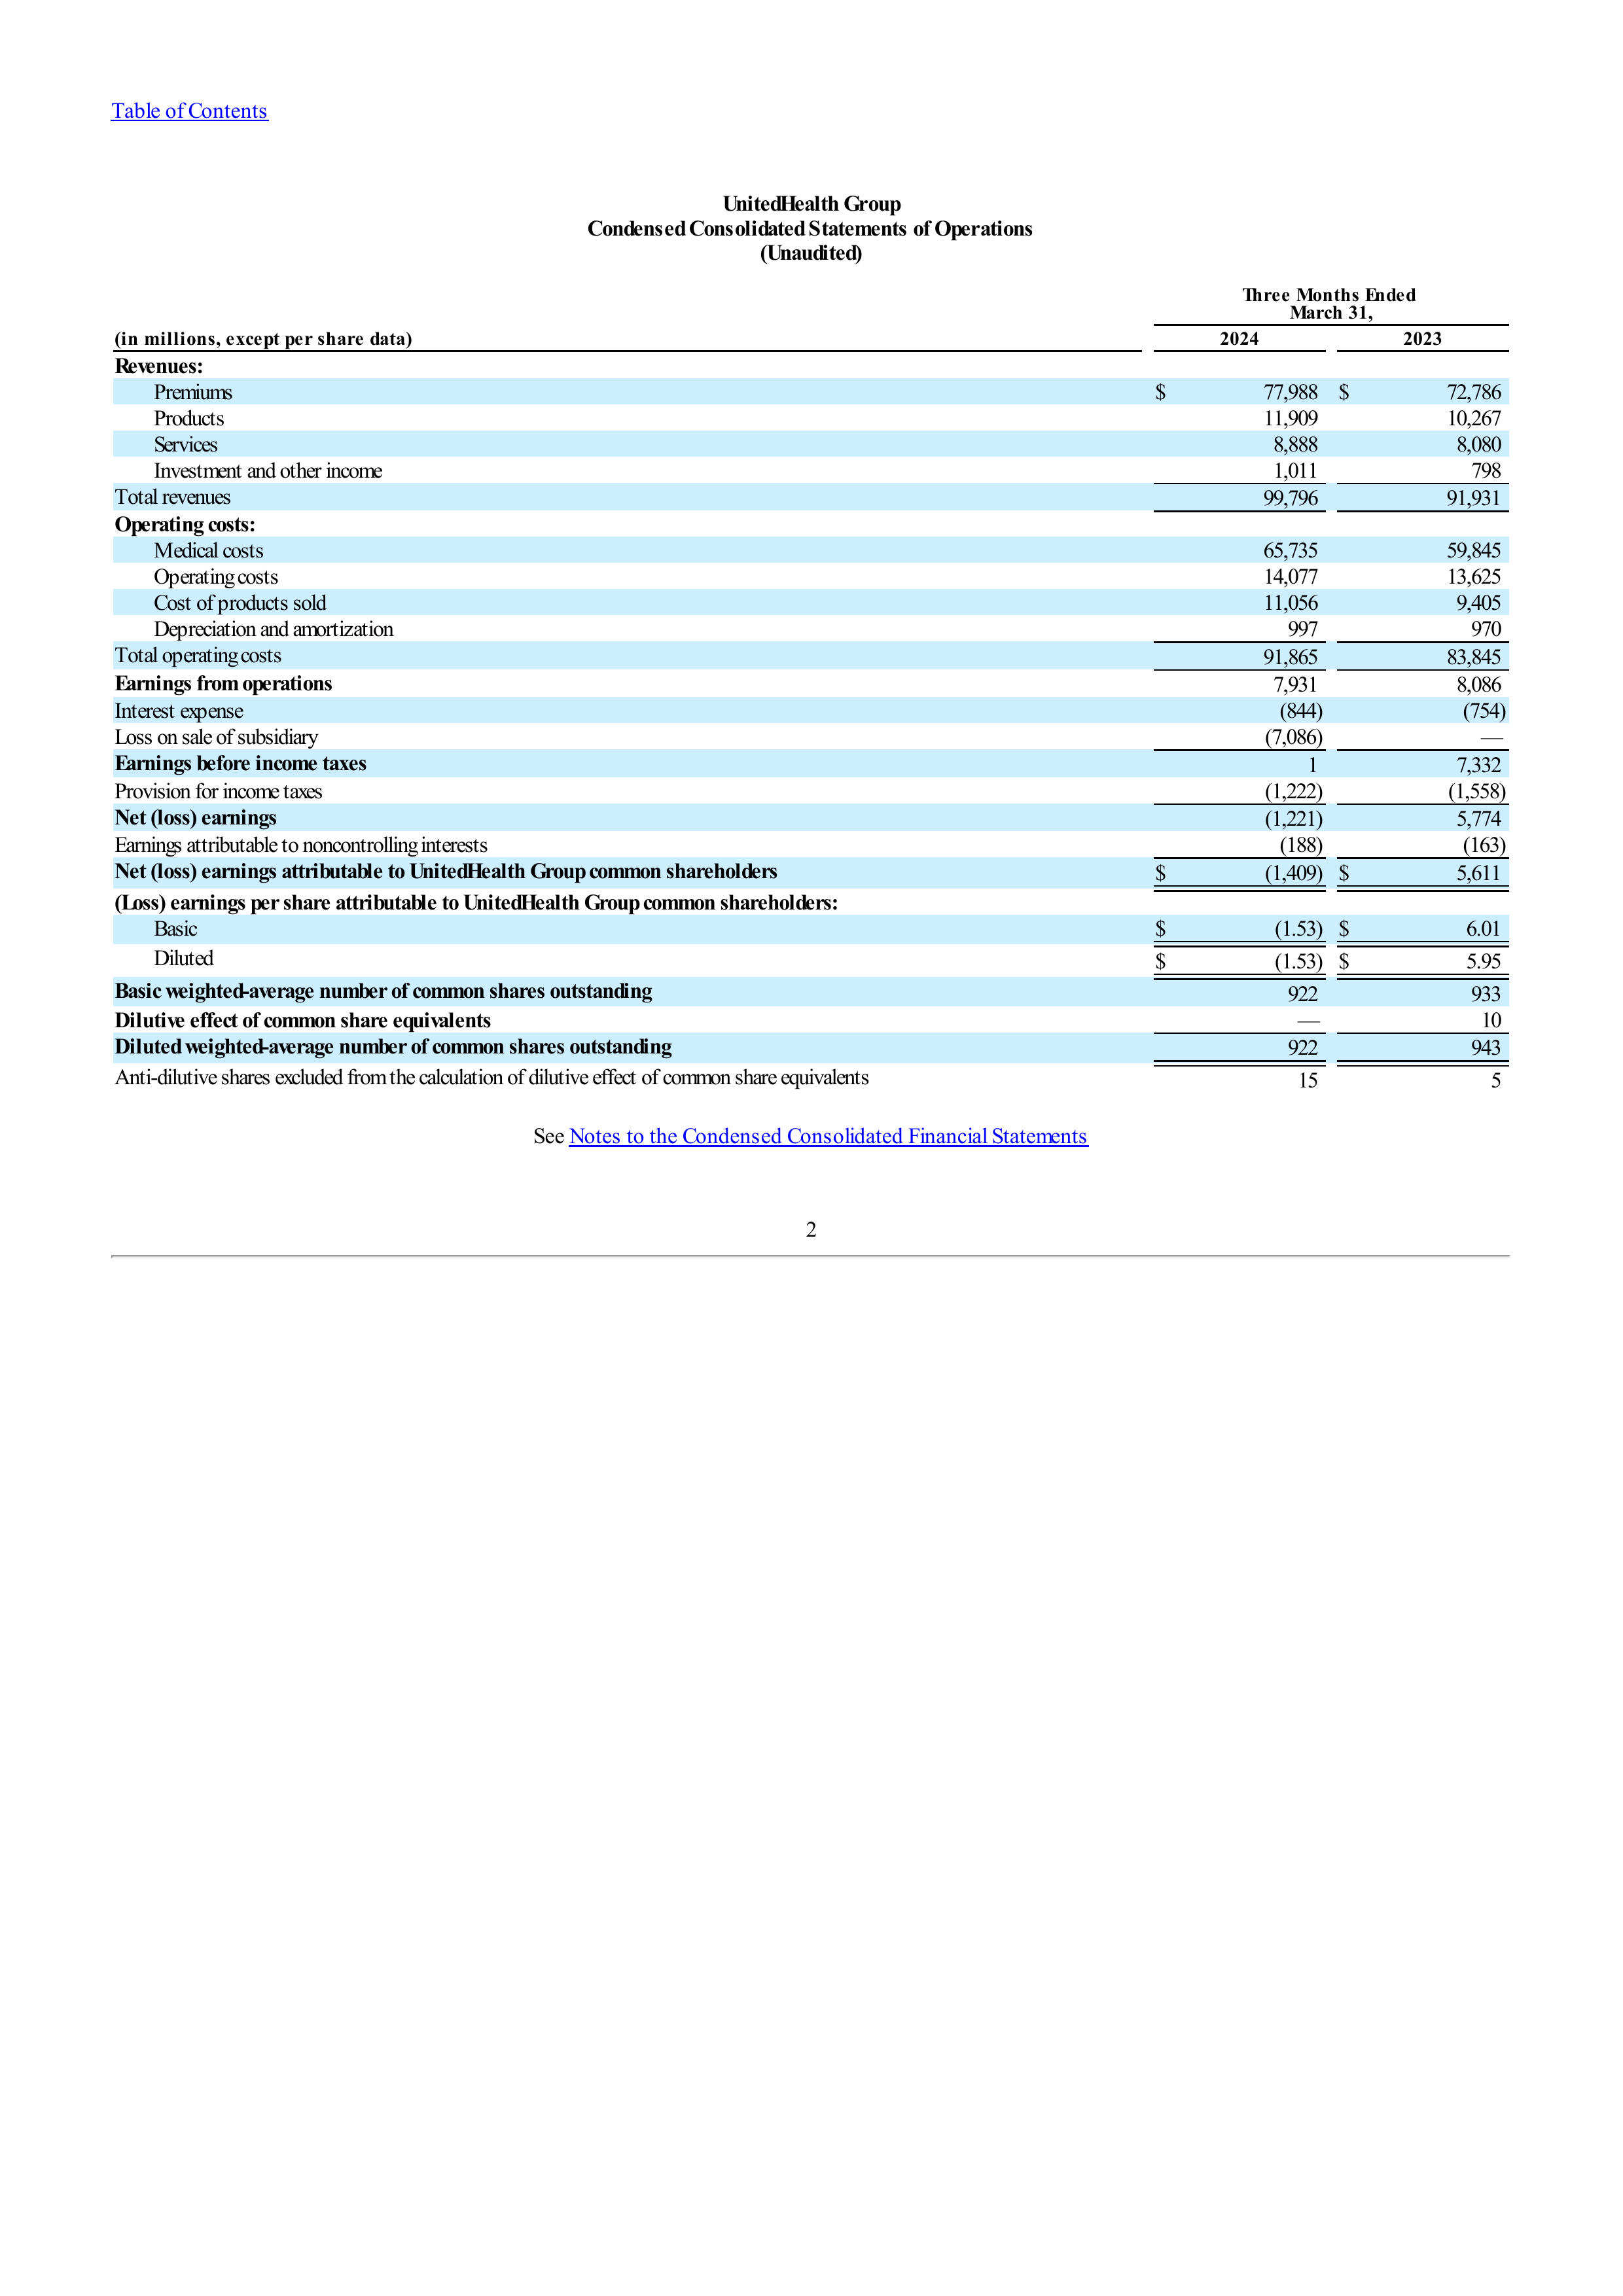 Table of Contents
UnitedHealth Group
Condensed Consolidated Statements of Operations
(Unaudited)
Three Months Ended
March 31,
(in millions, except per share data) 2024 2023
Revenues:
Premiums $ 77,988 $ 72,786
Products 11,909 10,267
Services 8,888 8,080
Investment and other income 1,011 798
Total revenues 99,796 91,931
Operating costs:
Medical costs 65,735 59,845
Operating costs 14,077 13,625
Cost of products sold 11,056 9,405
Depreciation and amortization 997 970
Total operating costs 91,865 83,845
Earnings from operations 7,931 8,086
Interest expense (844) (754)
Loss on sale of subsidiary (7,086) —
Earnings before income taxes 1 7,332
Provision for income taxes (1,222) (1,558)
Net (loss) earnings (1,221) 5,774
Earnings attributable to noncontrolling interests (188) (163)
Net (loss) earnings attributable to UnitedHealth Group common shareholders $ (1,409) $ 5,611
(Loss) earnings per share attributable to UnitedHealth Group common shareholders:
Basic $ (1.53) $ 6.01
Diluted $ (1.53) $ 5.95
Basic weighted-average number of common shares outstanding 922 933
Dilutive effect of common share equivalents — 10
Diluted weighted-average number of common shares outstanding 922 943
Anti-dilutive shares excluded from the calculation of dilutive effect of common share equivalents 15 5
See Notes to the Condensed Consolidated Financial Statements
2